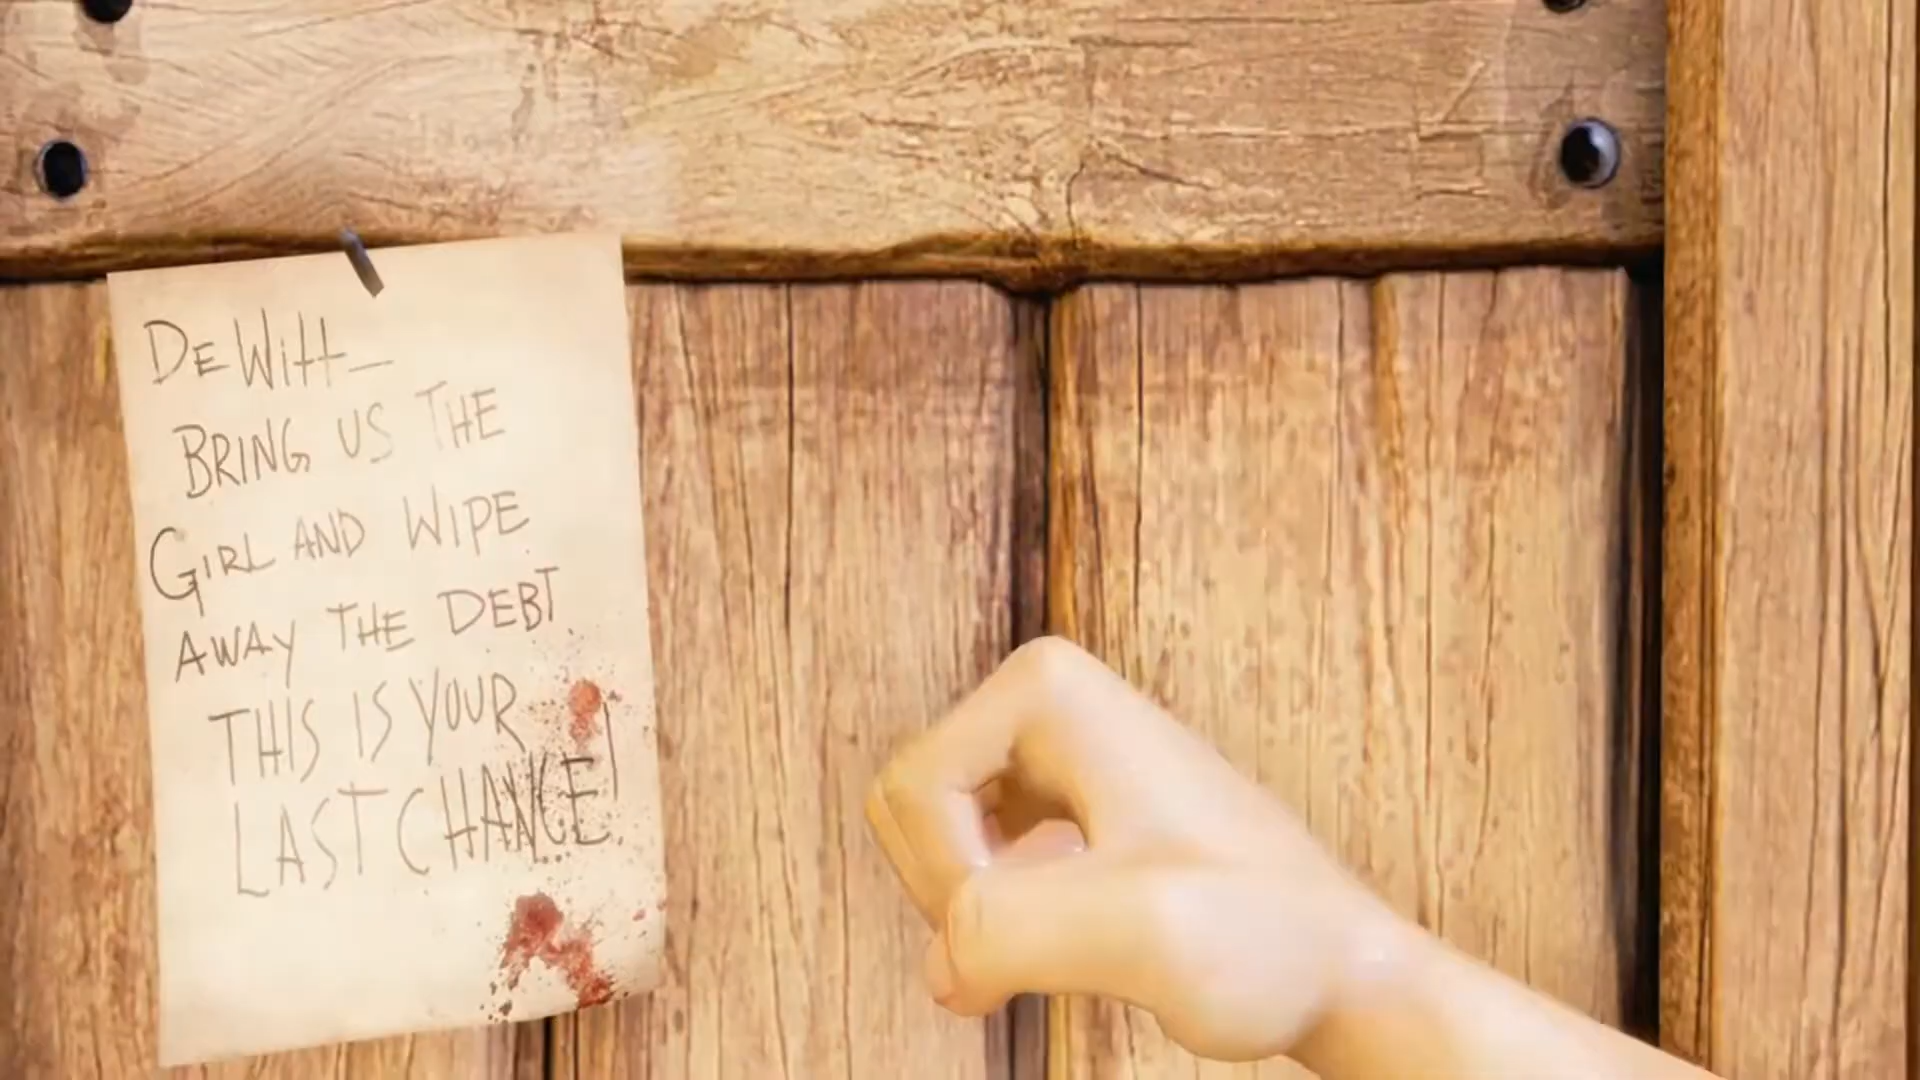 DeWitt—
BRING US THE
GIRL AND WIPE
AWAY THE DEBT
THIS IS YOUR
LAST CHANCE!